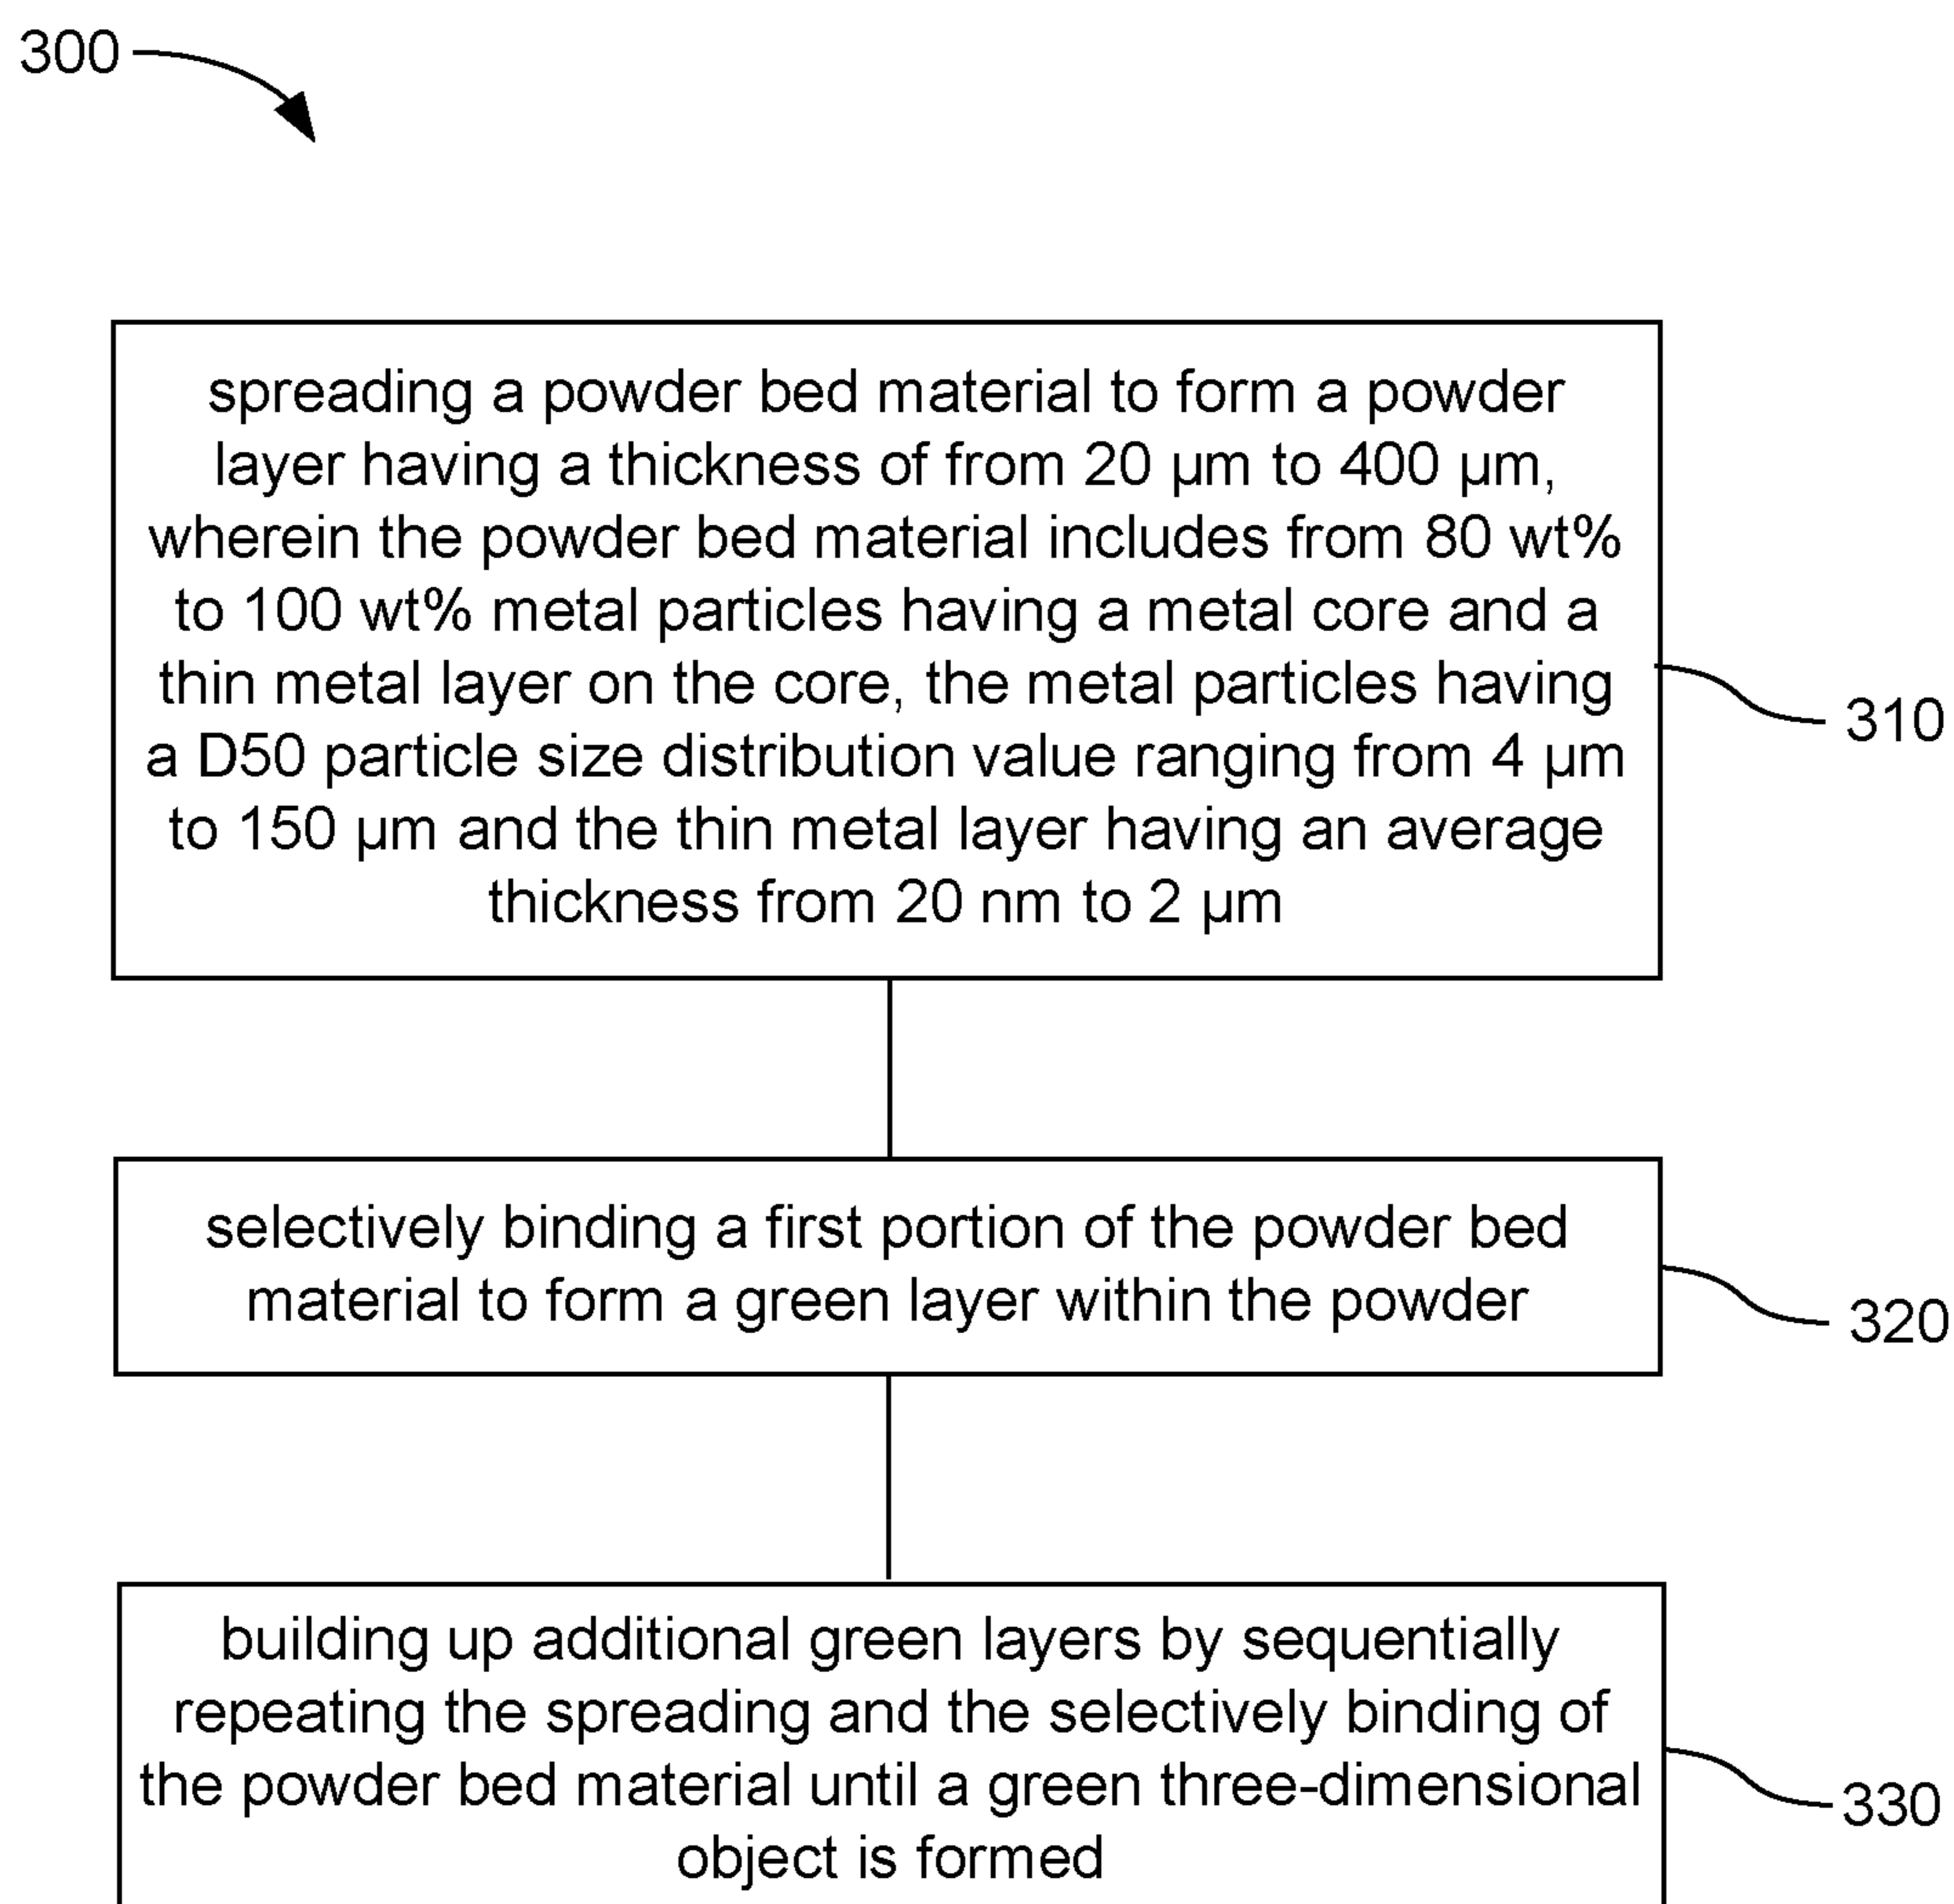 300
spreading a powder bed material to form a powder
layer having a thickness of from 20 µm to 400 µm,
wherein the powder bed material includes from 80 wt%
to 100 wt% metal particles having a metal core and a
thin metal layer on the core, the metal particles having
a D50 particle size distribution value ranging from 4 µm
to 150 µm and the thin metal layer having an average
thickness from 20 nm to 2 µm
310
selectively binding a first portion of the powder bed
material to form a green layer within the powder
320
building up additional green layers by sequentially
repeating the spreading and the selectively binding of
the powder bed material until a green three-dimensional
object is formed
330